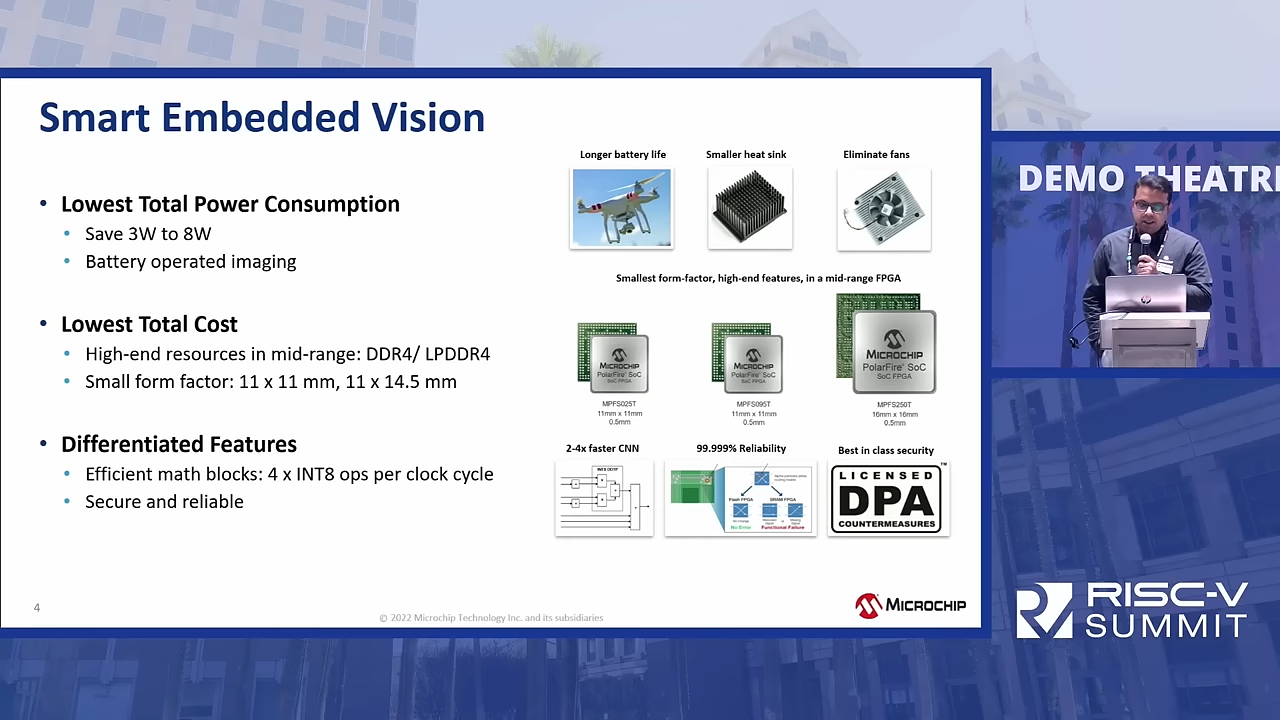 Smart Embedded Vision
• Lowest Total Power Consumption
• Save 3W to 8W
• Battery operated imaging
• Lowest Total Cost
• High-end resources in mid-range: DDR4/ LPDDR4
• Small form factor: 11 x 11 mm, 11 x 14.5 mm
• Differentiated Features
• Efficient math blocks: 4 x INT8 ops per clock cycle
• Secure and reliable
Longer battery life
Smaller heat sink
Eliminate fans
Smallest form-factor, high-end features, in a mid-range FPGA
MICROCHIP
PolarFire® SoC
SoC FPGA
MICROCHIP
PolarFire® SoC
SoC FPGA
MICROCHIP
PolarFire® SoC
SoC FPGA
MPFS025T
11mm x 11mm
0.5mm
MPFS095T
11mm x 11mm
0.5mm
MPFS250T
16mm x 16mm
0.5mm
2-4x faster CNN
99.999% Reliability
Best in class security
Flash FPGA
SRAM FPGA
No Error
Functional Failure
LICENSED
DPA
COUNTERMEASURES
TM
4
© 2022 Microchip Technology Inc. and its subsidiaries
MICROCHIP
DEMO THEATR
RISC-V
SUMMIT